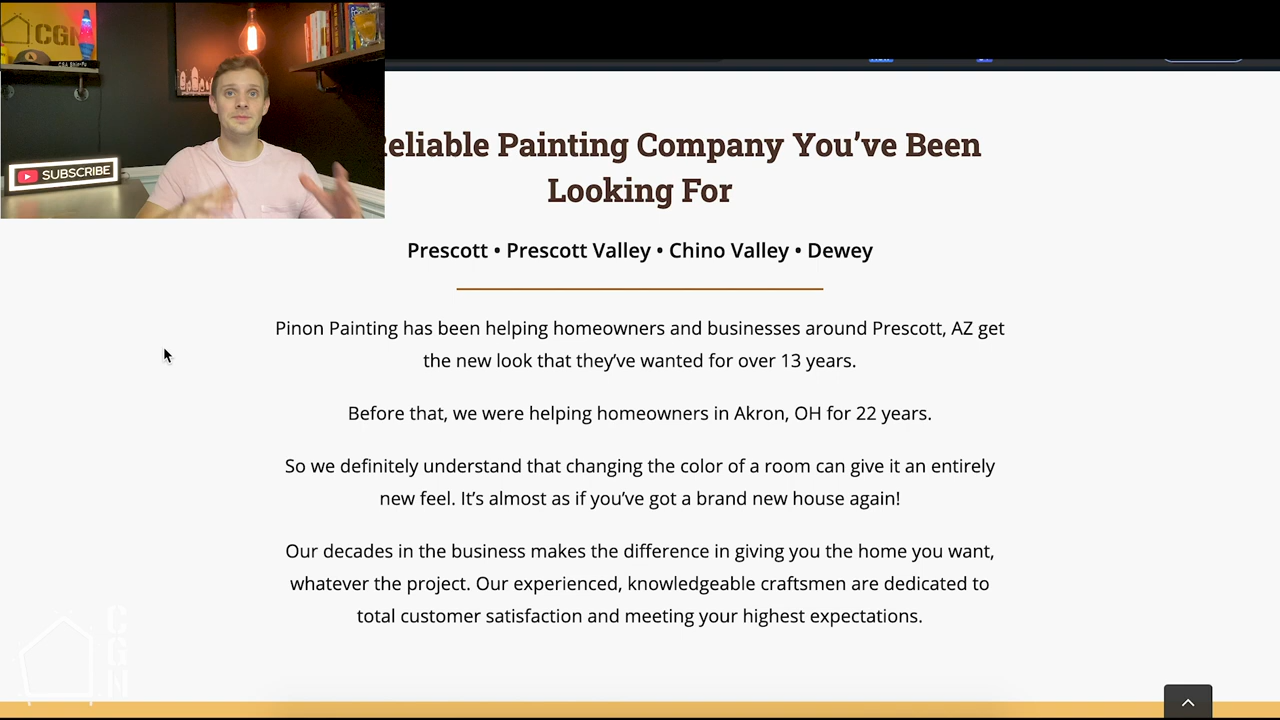 CGN
SUBSCRIBE
eliable Painting Company You've Been
Looking For
Prescott • Prescott Valley • Chino Valley • Dewey
Pinon Painting has been helping homeowners and businesses around Prescott, AZ get
the new look that they've wanted for over 13 years.
Before that, we were helping homeowners in Akron, OH for 22 years.
So we definitely understand that changing the color of a room can give it an entirely
new feel. It's almost as if you've got a brand new house again!
Our decades in the business makes the difference in giving you the home you want,
whatever the project. Our experienced, knowledgeable craftsmen are dedicated to
total customer satisfaction and meeting your highest expectations.
CGN